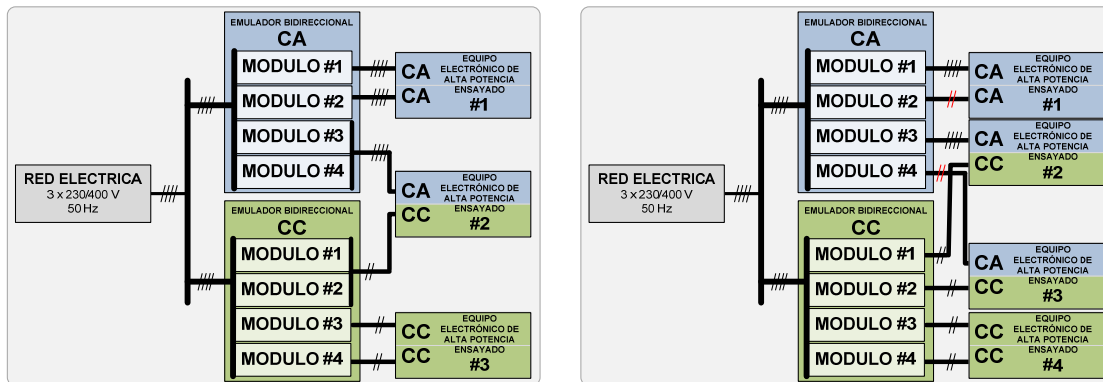 EMULADOR BIDIRECCIONAL
CA
MODULO #1
MODULO #2
MODULO #3
MODULO #4
RED ELECTRICA
3 x 230/400 V
50 Hz
EMULADOR BIDIRECCIONAL
CC
MODULO #1
MODULO #2
MODULO #3
MODULO #4
CA
CA
EQUIPO
ELECTRÓNICO DE
ALTA POTENCIA
ENSAYADO
#1
CA
CC
EQUIPO
ELECTRÓNICO DE
ALTA POTENCIA
ENSAYADO
#2
CC
CC
EQUIPO
ELECTRÓNICO DE
ALTA POTENCIA
ENSAYADO
#3
EMULADOR BIDIRECCIONAL
CA
MODULO #1
MODULO #2
MODULO #3
MODULO #4
RED ELECTRICA
3 x 230/400 V
50 Hz
EMULADOR BIDIRECCIONAL
CC
MODULO #1
MODULO #2
MODULO #3
MODULO #4
CA
CA
EQUIPO
ELECTRÓNICO DE
ALTA POTENCIA
ENSAYADO
#1
CA
CC
EQUIPO
ELECTRÓNICO DE
ALTA POTENCIA
ENSAYADO
#2
CA
CC
EQUIPO
ELECTRÓNICO DE
ALTA POTENCIA
ENSAYADO
#3
CC
CC
EQUIPO
ELECTRÓNICO DE
ALTA POTENCIA
ENSAYADO
#4